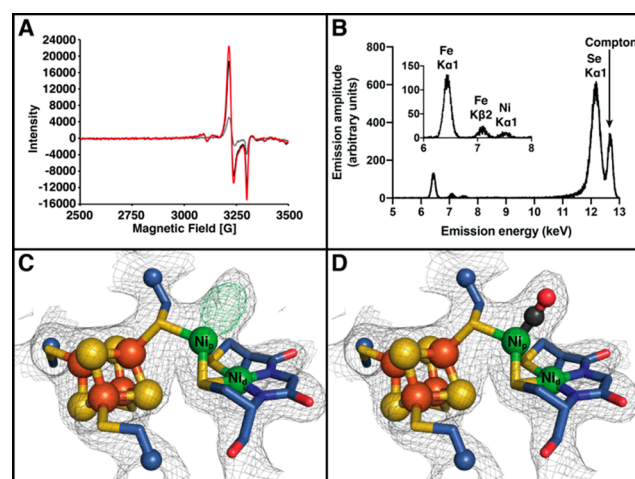 A
24000
20000
16000
12000
8000
4000
0
-4000
-8000
-12000
-16000
Intensity
2500
2750
3000
3250
3500
Magnetic Field [G]
B
800
600
400
200
0
Emission amplitude
(arbitrary units)
Compton
Se
Kα1
150
100
50
0
Fe
Kα1
Fe
Kβ2
Ni
Kα1
6
7
8
5 6 7 8 9 10 11 12 13
Emission energy (keV)
C
Nip
Nid
D
Nip
Nid